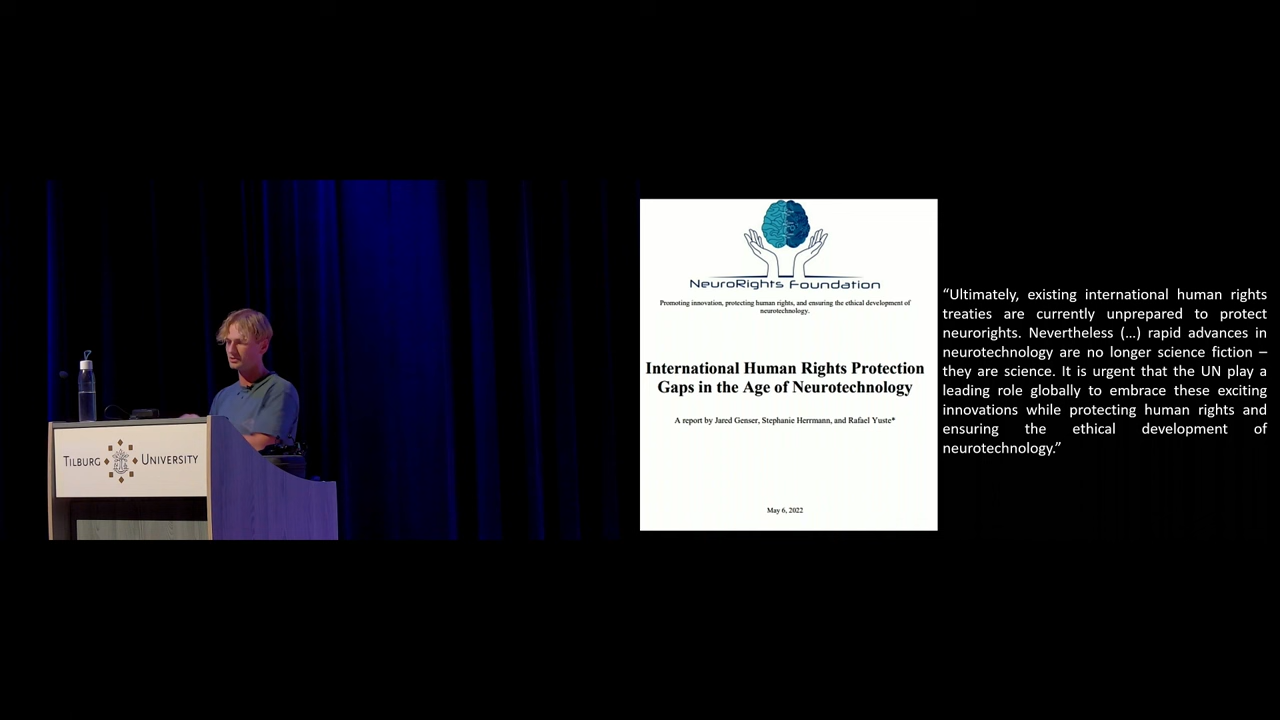 TILBURG UNIVERSITY
NeuroRights Foundation
Promoting innovation, protecting human rights, and ensuring the ethical development of
neurotechnology.
International Human Rights Protection
Gaps in the Age of Neurotechnology
A report by Jared Genser, Stephanie Herrmann, and Rafael Yuste*
May 6, 2022
“Ultimately, existing international human rights
treaties are currently unprepared to protect
neurorights. Nevertheless (…) rapid advances in
neurotechnology are no longer science fiction –
they are science. It is urgent that the UN play a
leading role globally to embrace these exciting
innovations while protecting human rights and
ensuring the ethical development of
neurotechnology.”